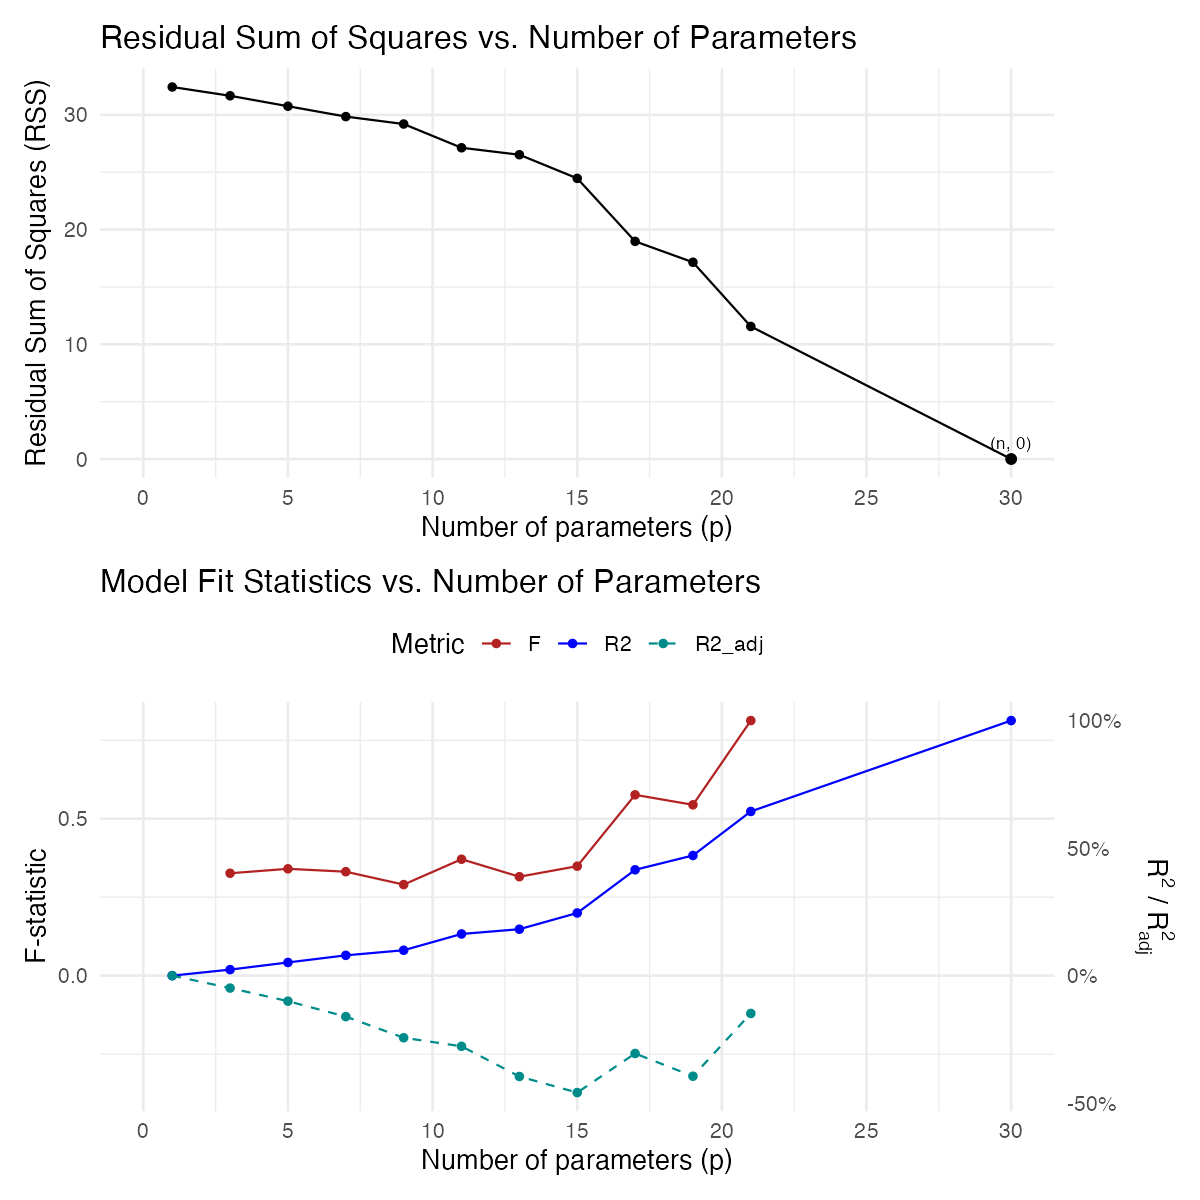 Residual Sum of Squares vs. Number of Parameters
Residual Sum of Squares (RSS)
30
20
10
0
(n, 0)
0 5 10 15 20 25 30
Number of parameters (p)
Model Fit Statistics vs. Number of Parameters
Metric F R2 R2_adj
F-statistic
0.5
0.0
100%
50%
0%
-50%
R² / R²adj
0 5 10 15 20 25 30
Number of parameters (p)